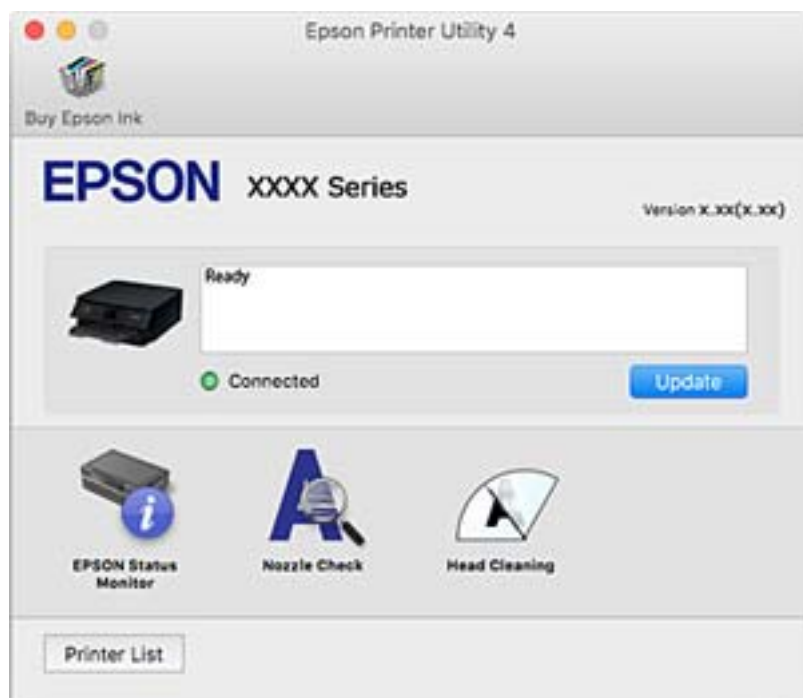 Epson Printer Utility 4
Buy Epson Ink
EPSON XXXX Series
Version X.XX(X.XX)
Ready
Connected
Update
EPSON Status
Monitor
Nozzle Check
Head Cleaning
Printer List